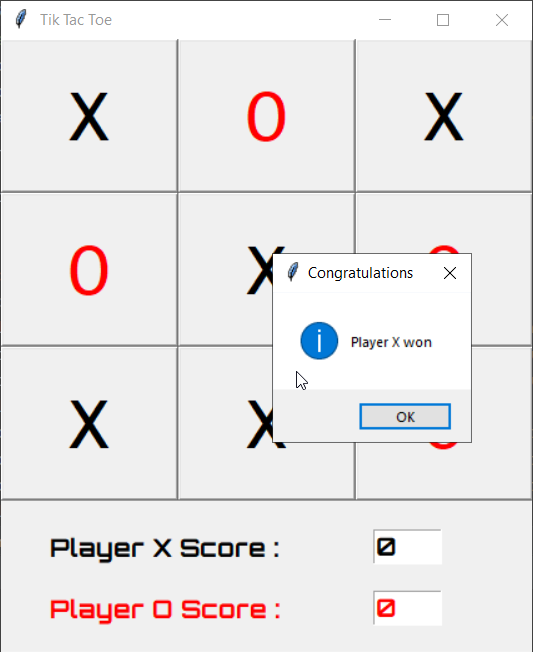 Tik Tac Toe
X O X
O X O
Congratulations
Player X won
OK
X X O
Player X Score : 0
Player O Score : 0